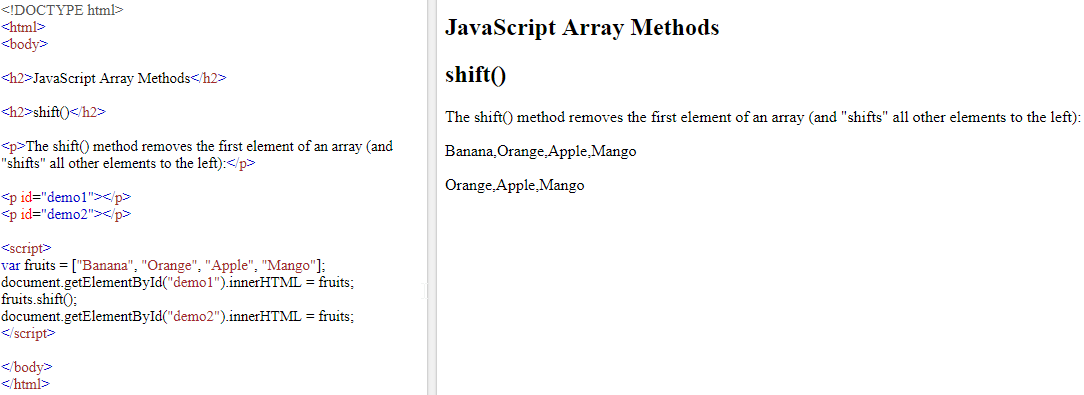 <!DOCTYPE html>
<html>
<body>
<h2>JavaScript Array Methods</h2>
<h2>shift()</h2>
<p>The shift() method removes the first element of an array (and
"shifts" all other elements to the left):</p>
<p id="demo1"></p>
<p id="demo2"></p>
<script>
var fruits = ["Banana", "Orange", "Apple", "Mango"];
document.getElementById("demo1").innerHTML = fruits;
fruits.shift();
document.getElementById("demo2").innerHTML = fruits;
</script>
</body>
</html>
JavaScript Array Methods
shift()
The shift() method removes the first element of an array (and "shifts" all other elements to the left):
Banana,Orange,Apple,Mango
Orange,Apple,Mango